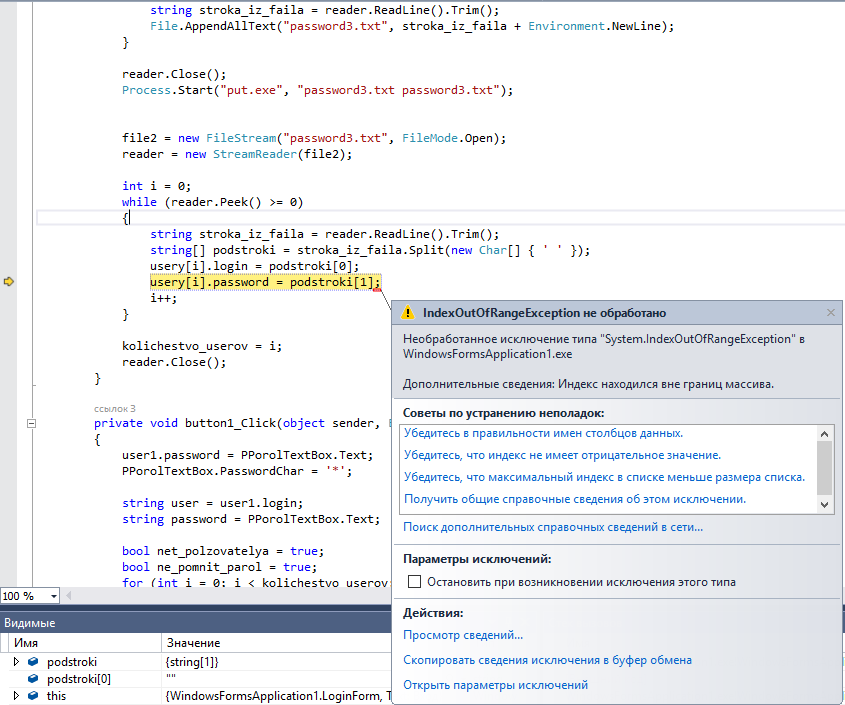 string stroka_iz_faila = reader.ReadLine().Trim();
File.AppendAllText("password3.txt", stroka_iz_faila + Environment.NewLine);
}
reader.Close();
Process.Start("put.exe", "password3.txt password3.txt");
file2 = new FileStream("password3.txt", FileMode.Open);
reader = new StreamReader(file2);
int i = 0;
while (reader.Peek() >= 0)
{
string stroka_iz_faila = reader.ReadLine().Trim();
string[] podstroki = stroka_iz_faila.Split(new Char[] { ' ' });
usery[i].login = podstroki[0];
usery[i].password = podstroki[1];
i++;
}
kolichestvo_userov = i;
reader.Close();
}
ссылок 3
private void button1_Click(object sender,
{
user1.password = PPorolTextBox.Text;
PPorolTextBox.PasswordChar = '*';
string user = user1.login;
string password = PPorolTextBox.Text;
bool net_polzovatelya = true;
bool ne_pomnit_parol = true;
for (int i = 0; i < kolichestvo_userov;
IndexOutOfRangeException не обработано
Необработанное исключение типа "System.IndexOutOfRangeException" в
WindowsFormsApplication1.exe
Дополнительные сведения: Индекс находился вне границ массива.
Советы по устранению неполадок:
Убедитесь в правильности имен столбцов данных.
Убедитесь, что индекс не имеет отрицательное значение.
Убедитесь, что максимальный индекс в списке меньше размера списка.
Получить общие справочные сведения об этом исключении.
Поиск дополнительных справочных сведений в сети...
Параметры исключений:
Остановить при возникновении исключения этого типа
Действия:
Просмотр сведений...
Скопировать сведения исключения в буфер обмена
Открыть параметры исключений
100 %
Видимые
Имя Значение
podstroki {string[1]}
podstroki[0] ""
this {WindowsFormsApplication1.LoginForm, T